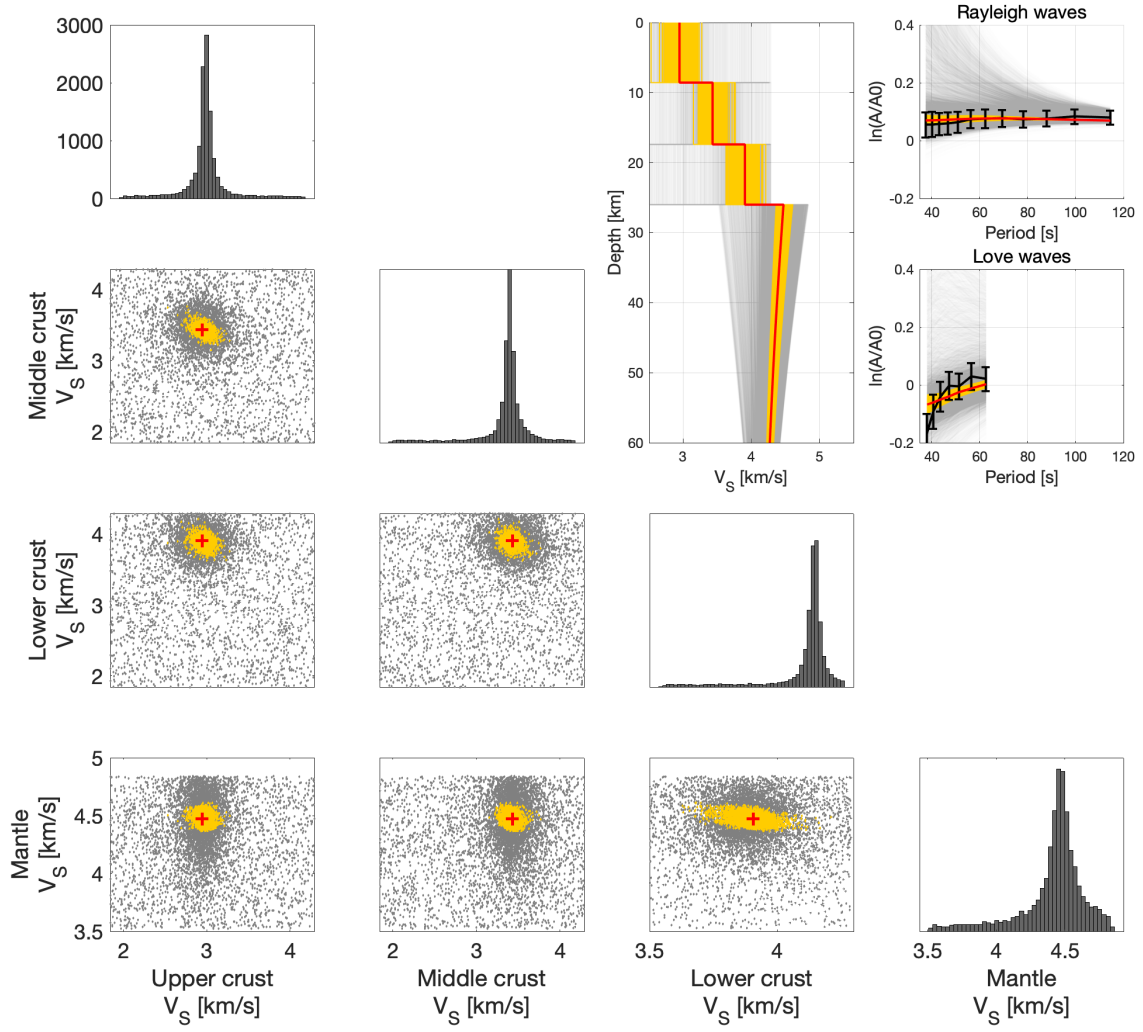 3000
2000
1000
0
0
10
20
30
40
50
60
Depth [km]
3
4
5
V_S [km/s]
Rayleigh waves
0.4
0.2
0
-0.2
ln(A/A0)
40
60
80
100
120
Period [s]
Love waves
0.4
0.2
0
-0.2
ln(A/A0)
40
60
80
100
120
Period [s]
Middle crust
V_S [km/s]
4
3
2
Lower crust
V_S [km/s]
4
3
2
Mantle
V_S [km/s]
5
4.5
4
3.5
2
3
4
Upper crust
V_S [km/s]
2
3
4
Middle crust
V_S [km/s]
3.5
4
Lower crust
V_S [km/s]
3.5
4
4.5
Mantle
V_S [km/s]